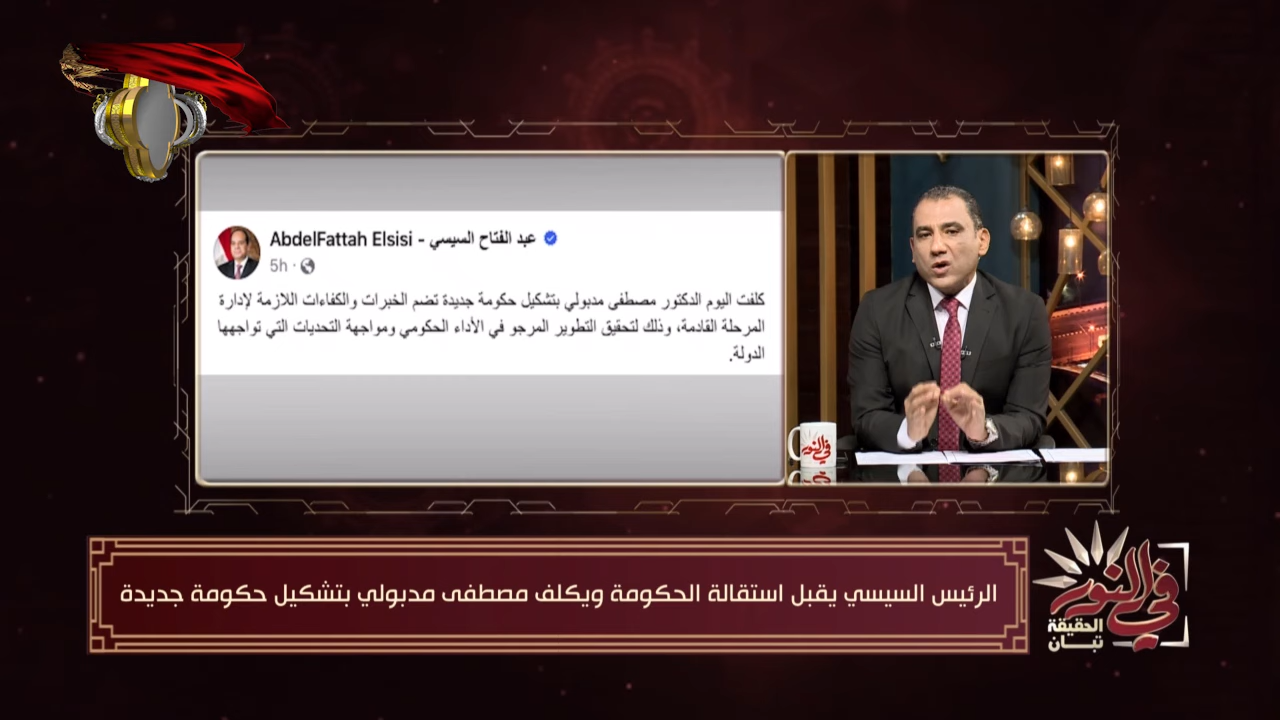 AbdelFattah Elsisi - عبد الفتاح السيسي
5h ·
كلفت اليوم الدكتور مصطفى مدبولي بتشكيل حكومة جديدة تضم الخبرات والكفاءات اللازمة لإدارة
المرحلة القادمة، وذلك لتحقيق التطوير المرجو في الأداء الحكومي ومواجهة التحديات التي تواجهها
الدولة.
في النور
الرئيس السيسي يقبل استقالة الحكومة ويكلف مصطفى مدبولي بتشكيل حكومة جديدة
في النور
الحقيقة
تبان